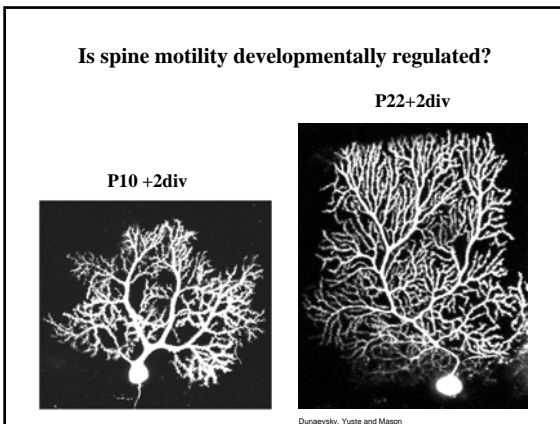 Is spine motility developmentally regulated?
P22+2div
P10 +2div
Dunaevsky, Yuste and Mason